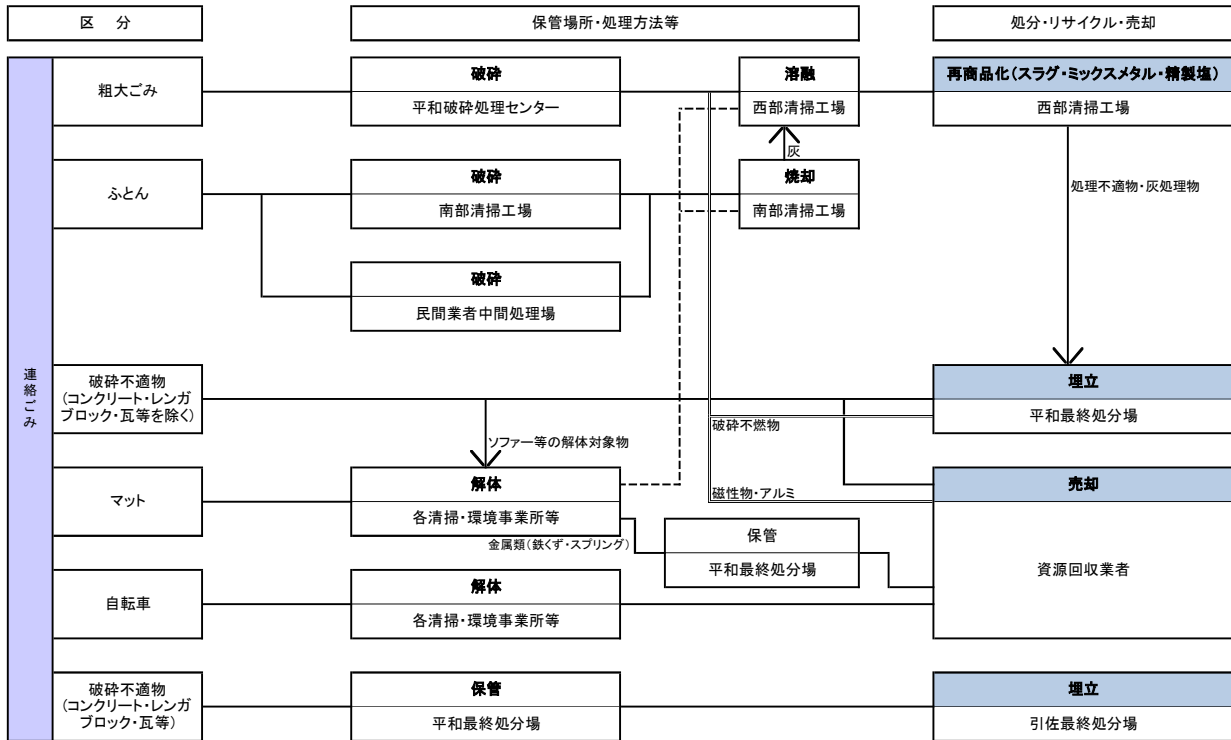 区　分
保管場所・処理方法等
処分・リサイクル・売却
連絡ごみ
粗大ごみ
破砕
平和破砕処理センター
溶融
西部清掃工場
再商品化(スラグ・ミックスメタル・精製塩)
西部清掃工場
灰
処理不適物・灰処理物
ふとん
破砕
南部清掃工場
焼却
南部清掃工場
破砕
民間業者中間処理場
破砕不適物
(コンクリート・レンガ
ブロック・瓦等を除く)
埋立
平和最終処分場
破砕不燃物
ソファー等の解体対象物
マット
解体
各清掃・環境事業所等
磁性物・アルミ
売却
資源回収業者
金属類(鉄くず・スプリング)
保管
平和最終処分場
自転車
解体
各清掃・環境事業所等
破砕不適物
(コンクリート・レンガ
ブロック・瓦等)
保管
平和最終処分場
埋立
引佐最終処分場